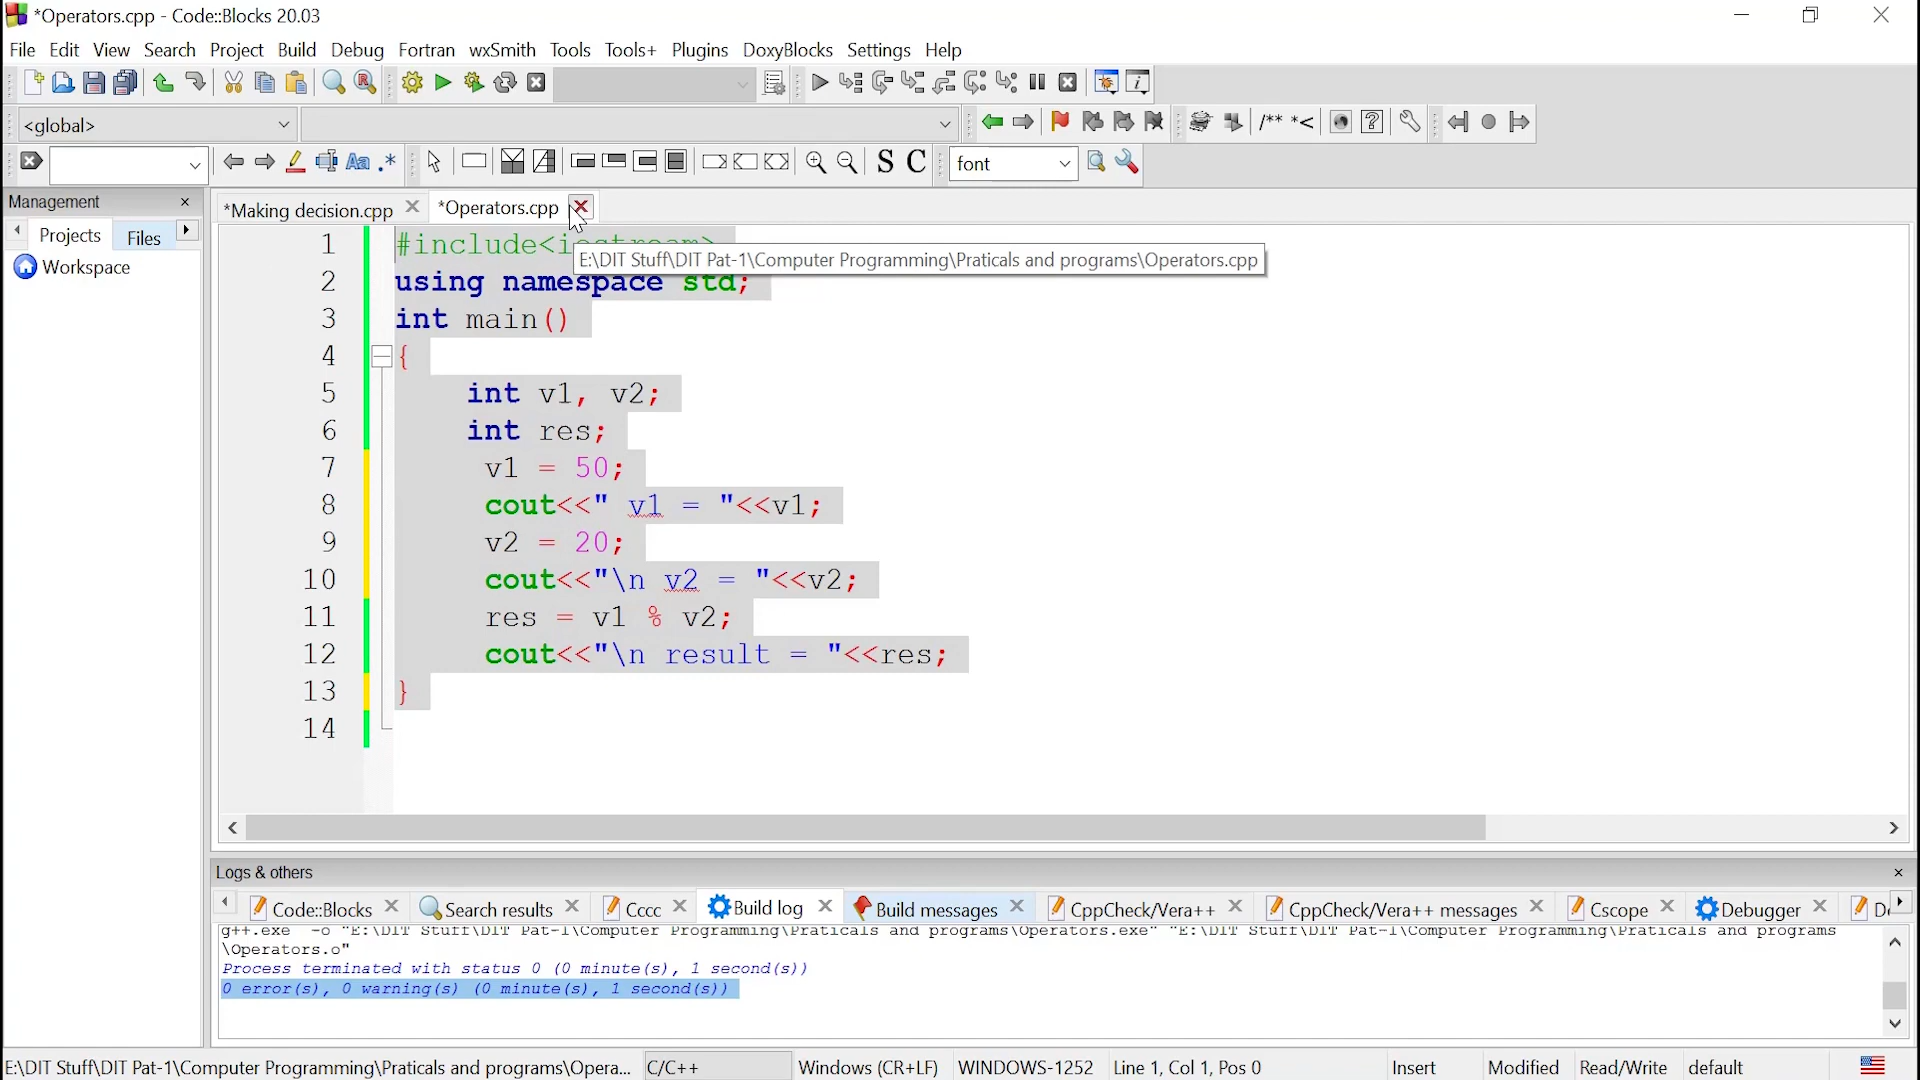 *Operators.cpp - Code::Blocks 20.03
File Edit View Search Project Build Debug Fortran wxSmith Tools Tools+ Plugins DoxyBlocks Settings Help
<global>
/** *<
Aa .* S C font
Management
Projects Files
Workspace
*Making decision.cpp *Operators.cpp
E:\DIT Stuff\DIT Pat-1\Computer Programming\Praticals and programs\Operators.cpp
1 #include<iostream>
2 using namespace std;
3 int main()
4 {
5 int v1, v2;
6 int res;
7 v1 = 50;
8 cout<<" v1 = "<<v1;
9 v2 = 20;
10 cout<<"\n v2 = "<<v2;
11 res = v1 % v2;
12 cout<<"\n result = "<<res;
13 }
14
Logs & others
Code::Blocks Search results Cccc Build log Build messages CppCheck/Vera++ CppCheck/Vera++ messages Cscope Debugger
g++.exe -o "E:\DIT Stuff\DIT Pat-1\Computer Programming\Praticals and programs\Operators.exe" "E:\DIT Stuff\DIT Pat-1\Computer Programming\Praticals and programs
\Operators.o"
Process terminated with status 0 (0 minute(s), 1 second(s))
0 error(s), 0 warning(s) (0 minute(s), 1 second(s))
E:\DIT Stuff\DIT Pat-1\Computer Programming\Praticals and programs\Opera... C/C++ Windows (CR+LF) WINDOWS-1252 Line 1, Col 1, Pos 0 Insert Modified Read/Write default